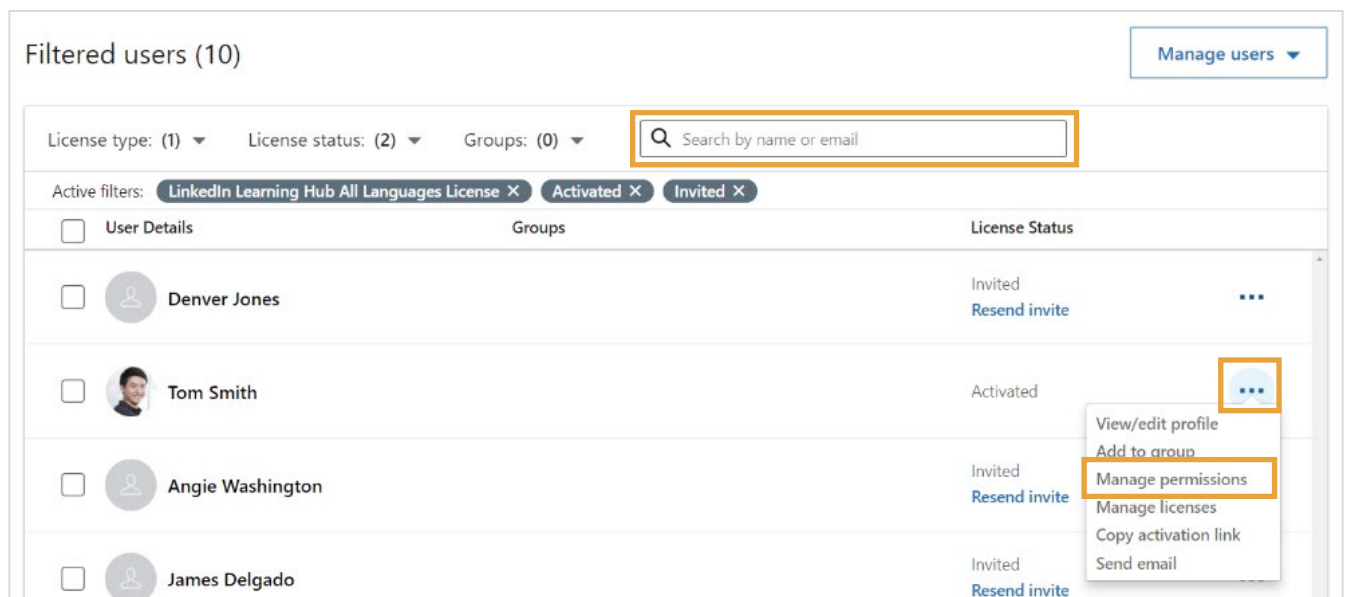 Filtered users (10)
Manage users
License type: (1)
License status: (2)
Groups: (0)
Search by name or email
Active filters:
LinkedIn Learning Hub All Languages License ✕
Activated ✕
Invited ✕
User Details
Groups
License Status
Denver Jones
Invited
Resend invite
Tom Smith
Activated
View/edit profile
Add to group
Manage permissions
Manage licenses
Copy activation link
Send email
Angie Washington
Invited
Resend invite
James Delgado
Invited
Resend invite